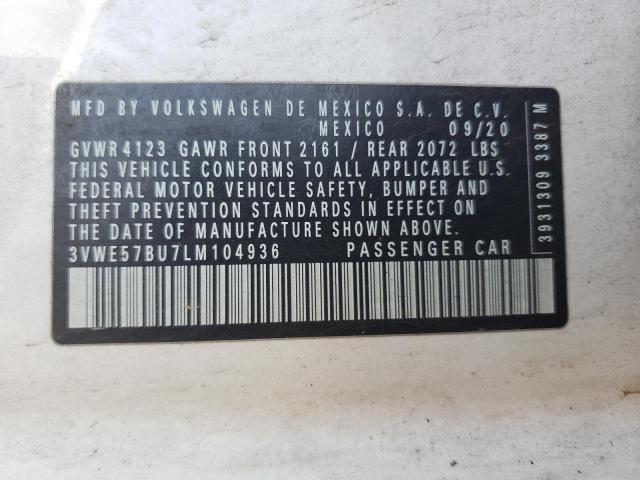 MFD BY VOLKSWAGEN DE MEXICO S.A. DE C.V.
MEXICO 09/20
GVWR 4123 GAWR FRONT 2161 / REAR 2072 LBS
THIS VEHICLE CONFORMS TO ALL APPLICABLE U.S.
FEDERAL MOTOR VEHICLE SAFETY, BUMPER AND
THEFT PREVENTION STANDARDS IN EFFECT ON
THE DATE OF MANUFACTURE SHOWN ABOVE.
3VWE57BU7LM104936 PASSENGER CAR
3931309 3387 M